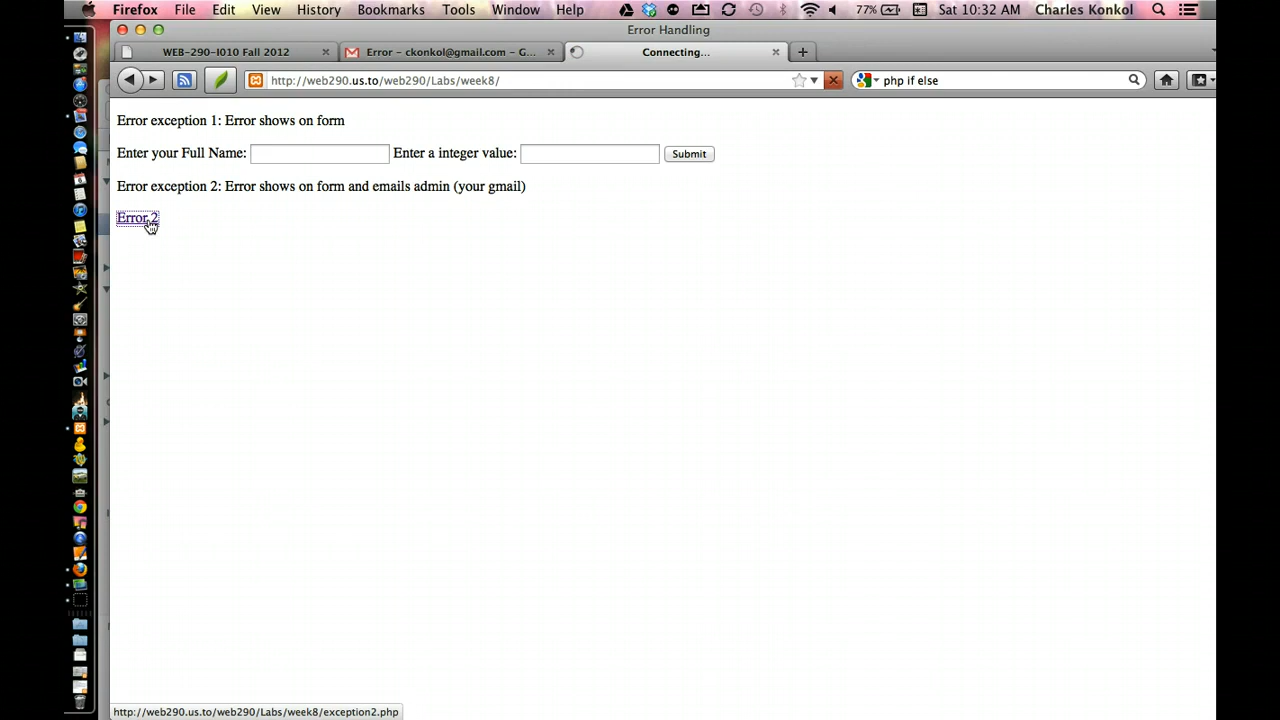 Firefox File Edit View History Bookmarks Tools Window Help 77% Sat 10:32 AM Charles Konkol
Error Handling
WEB-290-I010 Fall 2012 Error - ckonkol@gmail.com - G... Connecting...
http://web290.us.to/web290/Labs/week8/ php if else
Error exception 1: Error shows on form
Enter your Full Name: Enter a integer value: Submit
Error exception 2: Error shows on form and emails admin (your gmail)
Error 2
http://web290.us.to/web290/Labs/week8/exception2.php